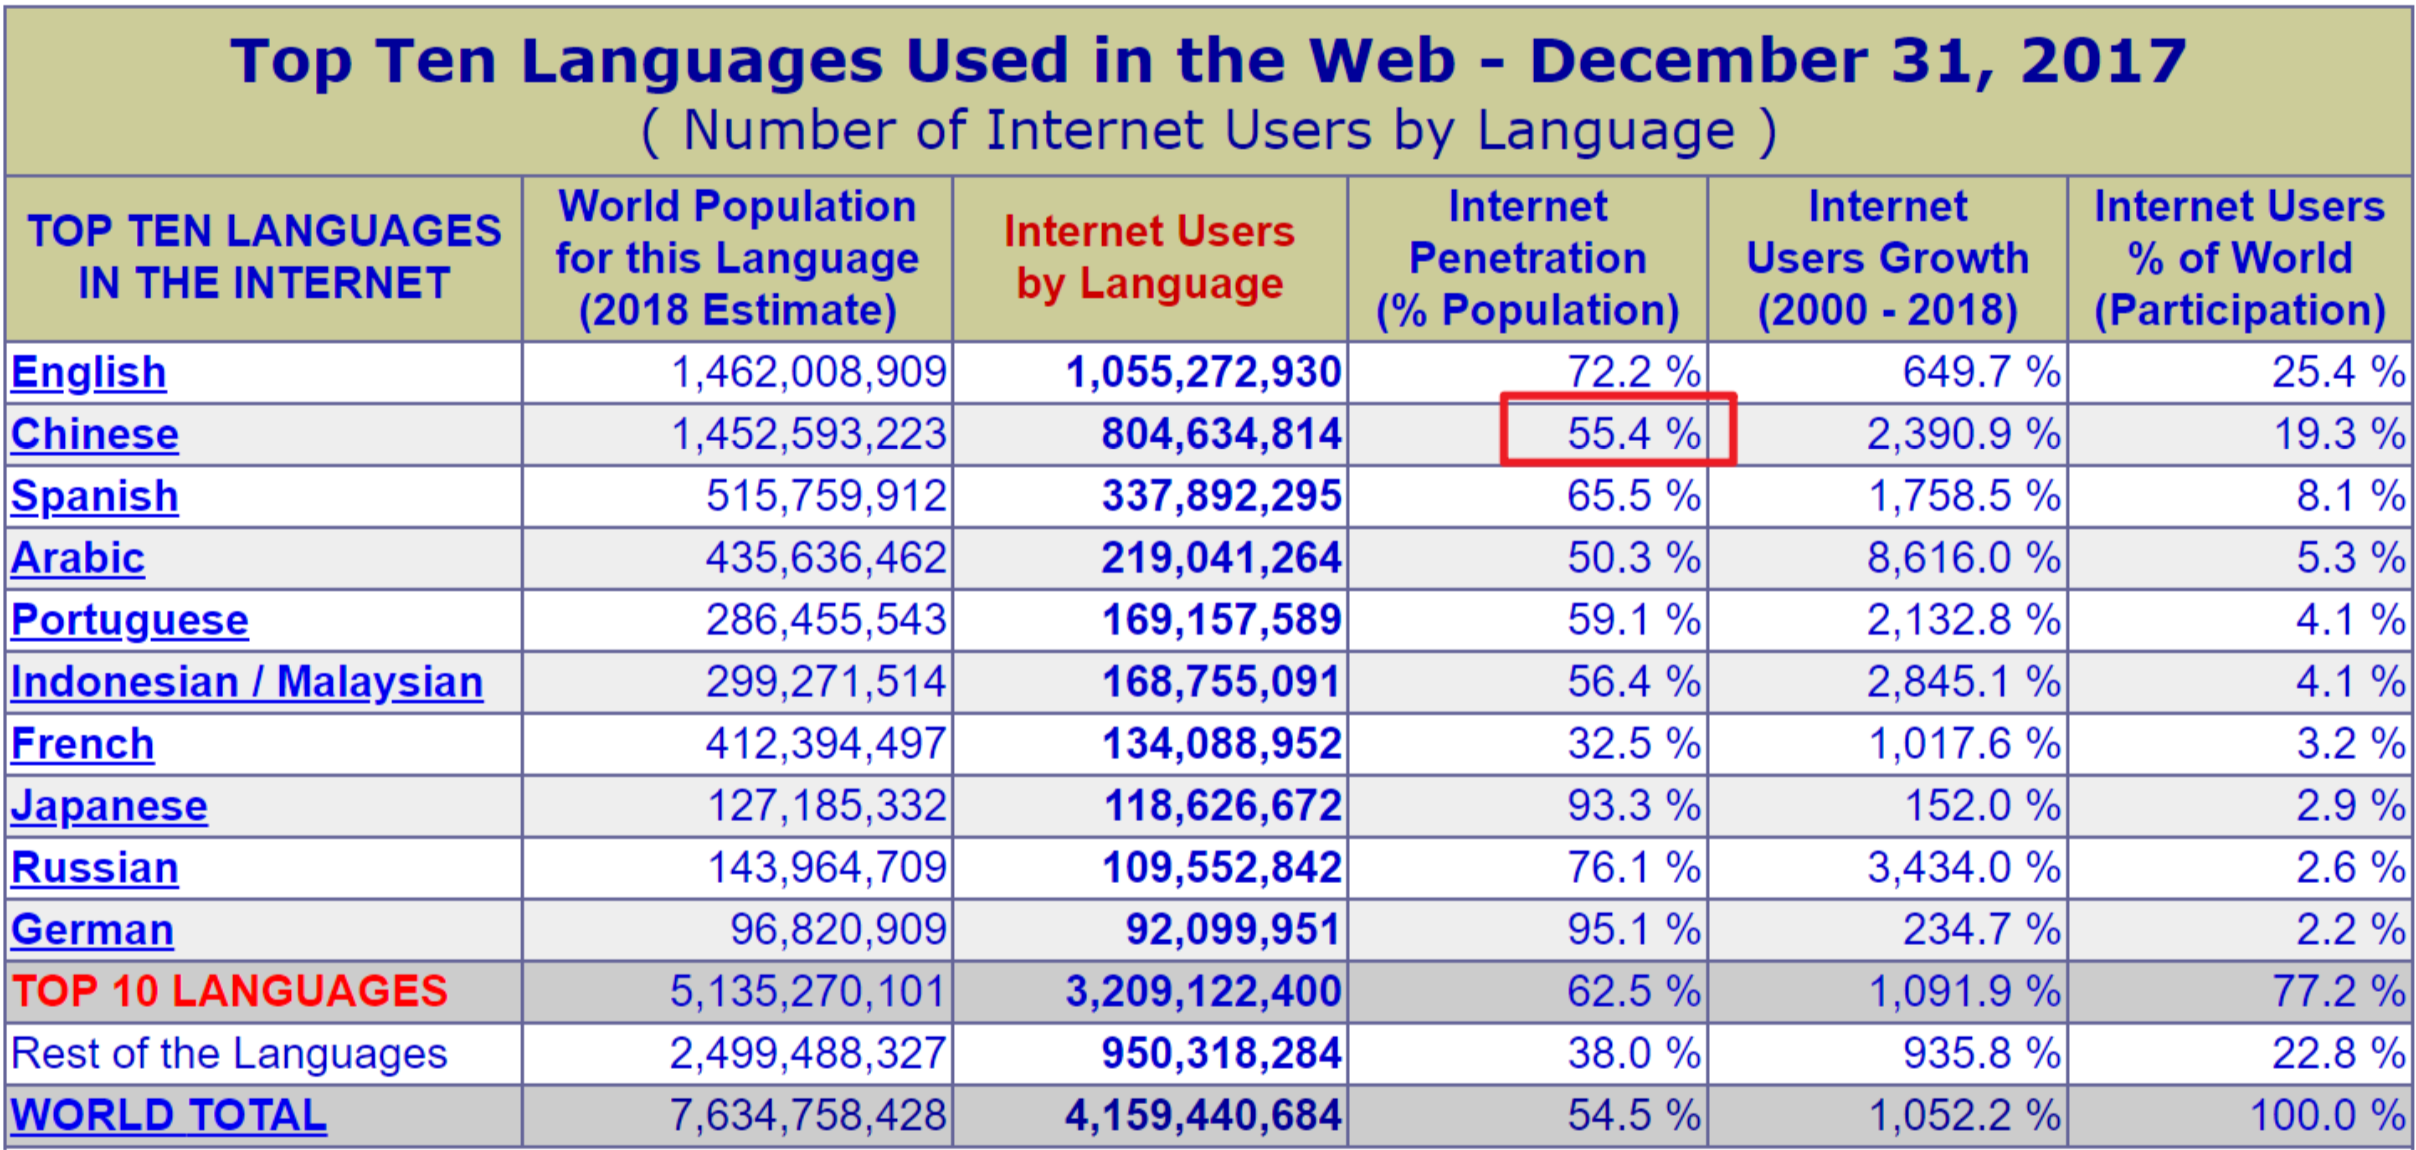 Top Ten Languages Used in the Web - December 31, 2017
( Number of Internet Users by Language )
TOP TEN LANGUAGES IN THE INTERNET
World Population for this Language (2018 Estimate)
Internet Users by Language
Internet Penetration (% Population)
Internet Users Growth (2000 - 2018)
Internet Users % of World (Participation)
English 1,462,008,909 1,055,272,930 72.2 % 649.7 % 25.4 %
Chinese 1,452,593,223 804,634,814 55.4 % 2,390.9 % 19.3 %
Spanish 515,759,912 337,892,295 65.5 % 1,758.5 % 8.1 %
Arabic 435,636,462 219,041,264 50.3 % 8,616.0 % 5.3 %
Portuguese 286,455,543 169,157,589 59.1 % 2,132.8 % 4.1 %
Indonesian / Malaysian 299,271,514 168,755,091 56.4 % 2,845.1 % 4.1 %
French 412,394,497 134,088,952 32.5 % 1,017.6 % 3.2 %
Japanese 127,185,332 118,626,672 93.3 % 152.0 % 2.9 %
Russian 143,964,709 109,552,842 76.1 % 3,434.0 % 2.6 %
German 96,820,909 92,099,951 95.1 % 234.7 % 2.2 %
TOP 10 LANGUAGES 5,135,270,101 3,209,122,400 62.5 % 1,091.9 % 77.2 %
Rest of the Languages 2,499,488,327 950,318,284 38.0 % 935.8 % 22.8 %
WORLD TOTAL 7,634,758,428 4,159,440,684 54.5 % 1,052.2 % 100.0 %